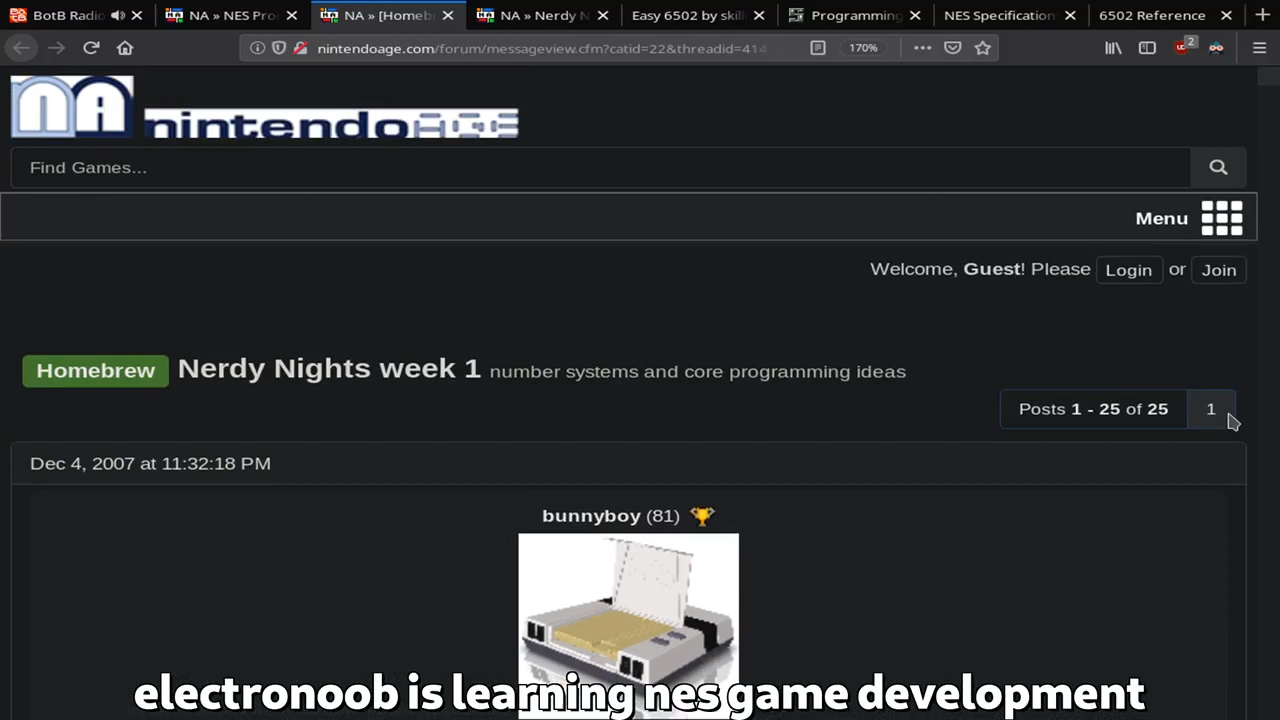 BotB Radio
NA » NES Pro
NA » [Homeb
NA » Nerdy N
Easy 6502 by skil
Programming
NES Specification
6502 Reference
nintendoage.com/forum/messageview.cfm?catid=22&threadid=414
170%
2
nintendoAGE
Find Games...
Menu
Welcome, Guest! Please Login or Join
Homebrew Nerdy Nights week 1 number systems and core programming ideas
Posts 1 - 25 of 25 1
Dec 4, 2007 at 11:32:18 PM
bunnyboy (81)
electronoob is learning nes game development